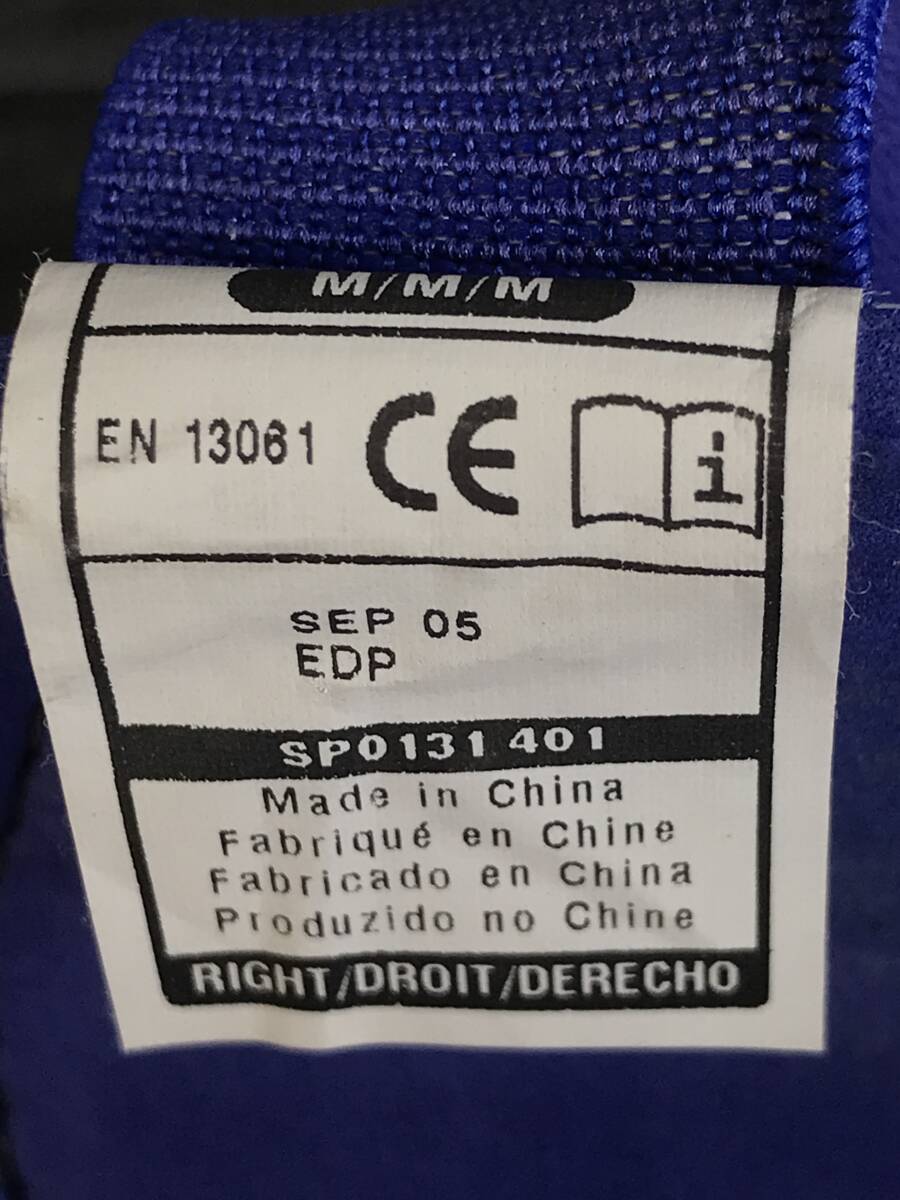 M/M/M
EN 13061 CE i
SEP 05
EDP
SP0131 401
Made in China
Fabriqué en Chine
Fabricado en China
Produzido no Chine
RIGHT/DROIT/DERECHO